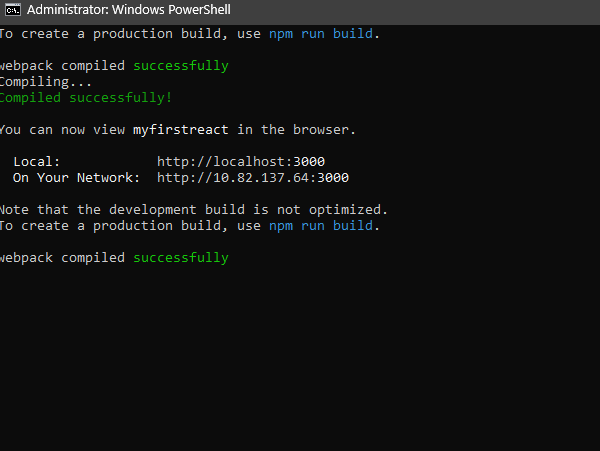 Administrator: Windows PowerShell
To create a production build, use npm run build.
webpack compiled successfully
Compiling...
Compiled successfully!
You can now view myfirstreact in the browser.
Local: http://localhost:3000
On Your Network: http://10.82.137.64:3000
Note that the development build is not optimized.
To create a production build, use npm run build.
webpack compiled successfully